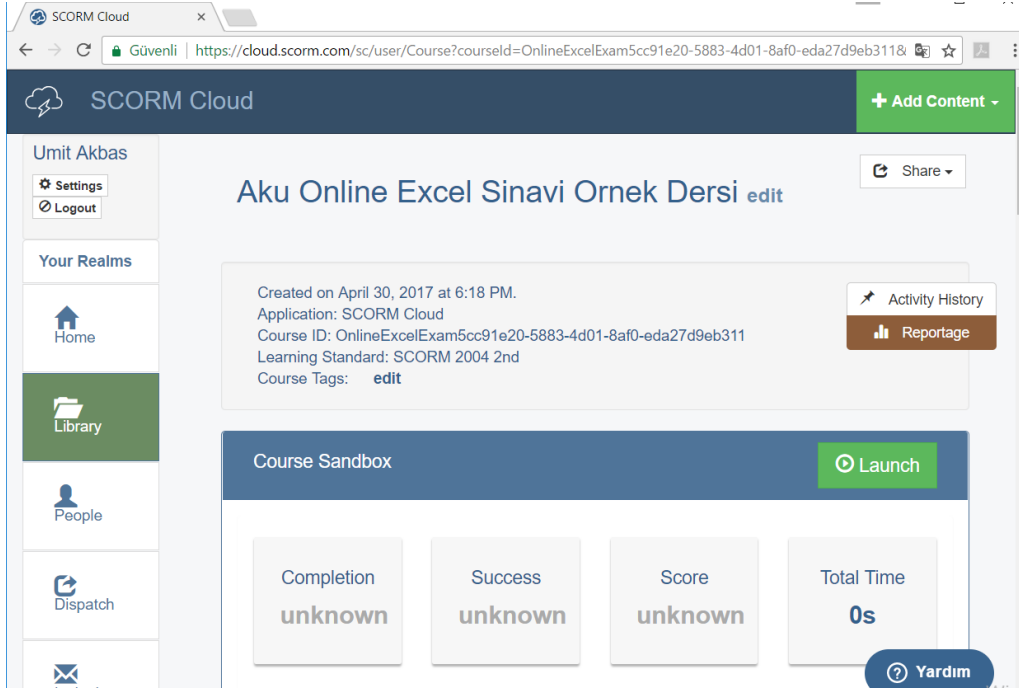 SCORM Cloud
Güvenli https://cloud.scorm.com/sc/user/Course?courseId=OnlineExcelExam5cc91e20-5883-4d01-8af0-eda27d9eb311&
SCORM Cloud
Add Content
Umit Akbas
Settings
Logout
Share
Aku Online Excel Sinavi Ornek Dersi edit
Your Realms
Home
Library
People
Dispatch
Created on April 30, 2017 at 6:18 PM.
Application: SCORM Cloud
Course ID: OnlineExcelExam5cc91e20-5883-4d01-8af0-eda27d9eb311
Learning Standard: SCORM 2004 2nd
Course Tags: edit
Activity History
Reportage
Course Sandbox
Launch
Completion
unknown
Success
unknown
Score
unknown
Total Time
0s
Yardım